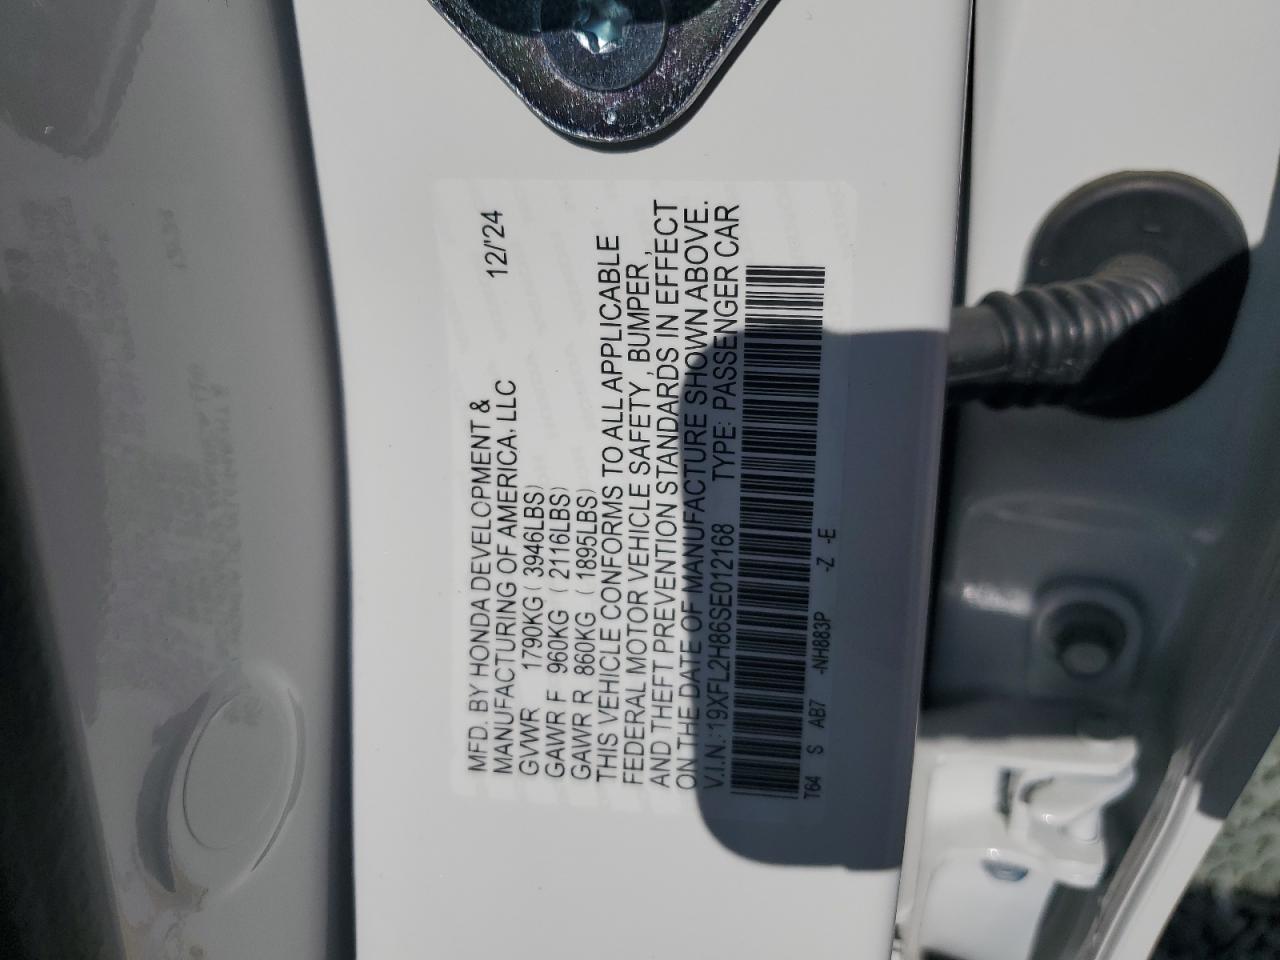 MFD. BY HONDA DEVELOPMENT &
MANUFACTURING OF AMERICA, LLC 12/'24
GVWR 1790KG ( 3946LBS)
GAWR F 960KG ( 2116LBS)
GAWR R 860KG ( 1895LBS)
THIS VEHICLE CONFORMS TO ALL APPLICABLE
FEDERAL MOTOR VEHICLE SAFETY, BUMPER,
AND THEFT PREVENTION STANDARDS IN EFFECT
ON THE DATE OF MANUFACTURE SHOWN ABOVE.
V.I.N.: 19XFL2H86SE012168 TYPE: PASSENGER CAR
T64 S AB7 -NH883P -Z -E